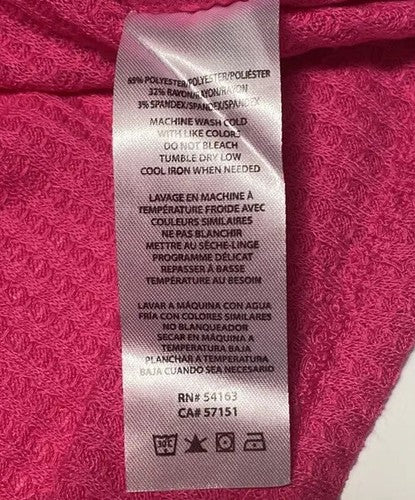 65% POLYESTER/POLYESTER/POLIÉSTER
32% RAYON/RAYON/RAYON
3% SPANDEX/SPANDEX/SPANDEX
MACHINE WASH COLD
WITH LIKE COLORS
DO NOT BLEACH
TUMBLE DRY LOW
COOL IRON WHEN NEEDED
LAVAGE EN MACHINE À
TEMPÉRATURE FROIDE AVEC
COULEURS SIMILAIRES
NE PAS BLANCHIR
METTRE AU SÈCHE-LINGE
PROGRAMME DÉLICAT
REPASSER À BASSE
TEMPÉRATURE AU BESOIN
LAVAR A MÁQUINA CON AGUA
FRÍA CON COLORES SIMILARES
NO BLANQUEADOR
SECAR EN MÁQUINA A
TEMPERATURA BAJA
PLANCHAR A TEMPERATURA
BAJA CUANDO SEA NECESARIO
RN# 54163
CA# 57151
30°C